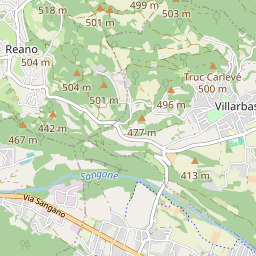 518 m
499 m
503 m
501 m
Reano
504 m
Truc Carlevè
500 m
504 m
501 m
496 m
Villarbas
442 m
477 m
467 m
413 m
Sangone
Via Sangano